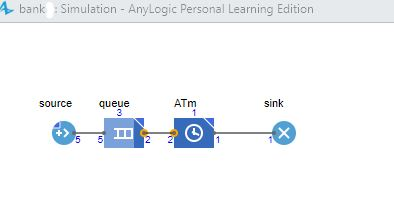 bank : Simulation - AnyLogic Personal Learning Edition
source queue ATm sink
3 1
5 5 2 2 1 1